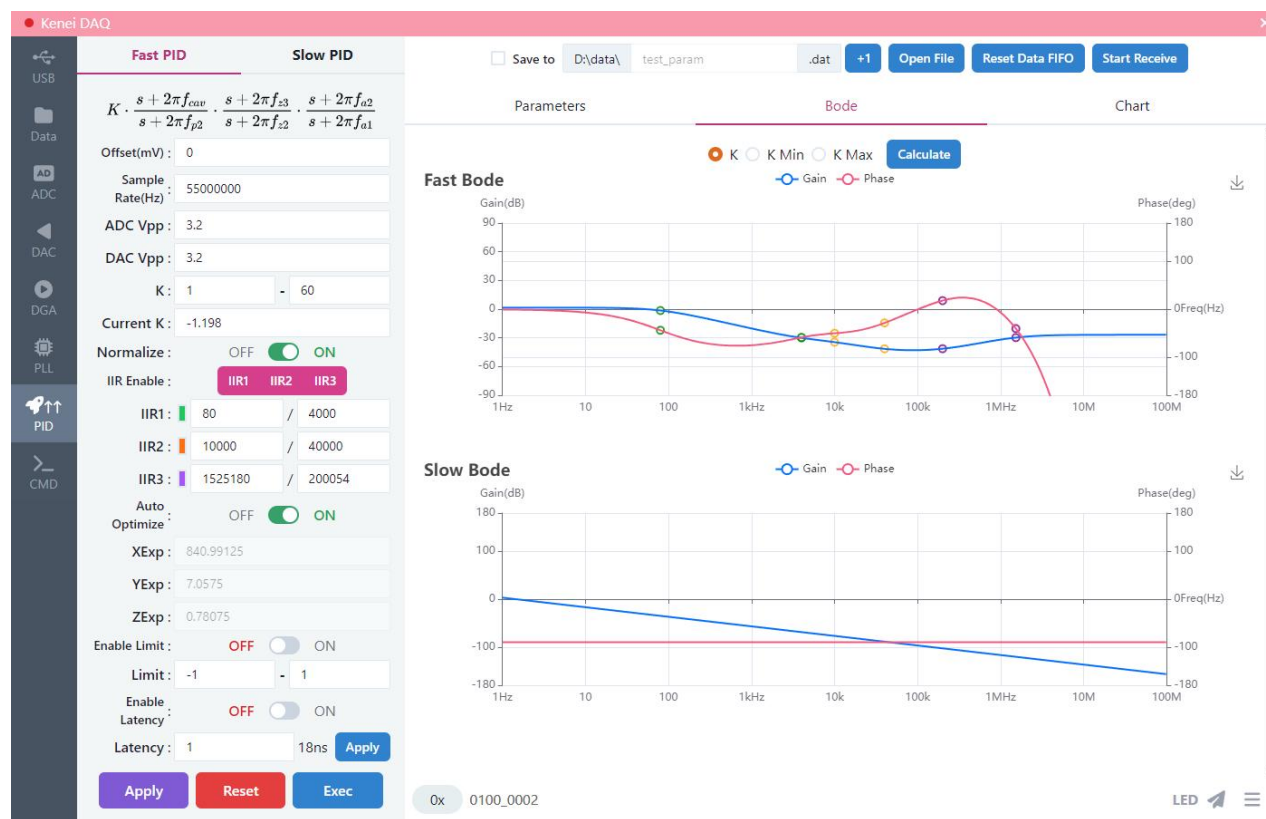 Kenei DAQ
USB
Data
ADC
DAC
DGA
PLL
PID
CMD
Fast PID Slow PID
K · (s + 2πf_cav)/(s + 2πf_p2) · (s + 2πf_z3)/(s + 2πf_z2) · (s + 2πf_a2)/(s + 2πf_a1)
Offset(mV) : 0
Sample
Rate(Hz) : 55000000
ADC Vpp : 3.2
DAC Vpp : 3.2
K : 1 - 60
Current K : -1.198
Normalize : OFF ON
IIR Enable : IIR1 IIR2 IIR3
IIR1 : 80 / 4000
IIR2 : 10000 / 40000
IIR3 : 1525180 / 200054
Auto
Optimize : OFF ON
XExp : 840.99125
YExp : 7.0575
ZExp : 0.78075
Enable Limit : OFF ON
Limit : -1 - 1
Enable
Latency : OFF ON
Latency : 1 18ns Apply
Apply Reset Exec
Save to D:\data\ test_param .dat +1 Open File Reset Data FIFO Start Receive
Parameters Bode Chart
K K Min K Max Calculate
Fast Bode
Gain Phase
Gain(dB) Phase(deg)
90 180
60
100
30
0 0 Freq(Hz)
-30
-100
-60
-90 -180
1Hz 10 100 1kHz 10k 100k 1MHz 10M 100M
Slow Bode
Gain Phase
Gain(dB) Phase(deg)
180 180
100 100
0 0 Freq(Hz)
-100 -100
-180 -180
1Hz 10 100 1kHz 10k 100k 1MHz 10M 100M
0x 0100_0002 LED